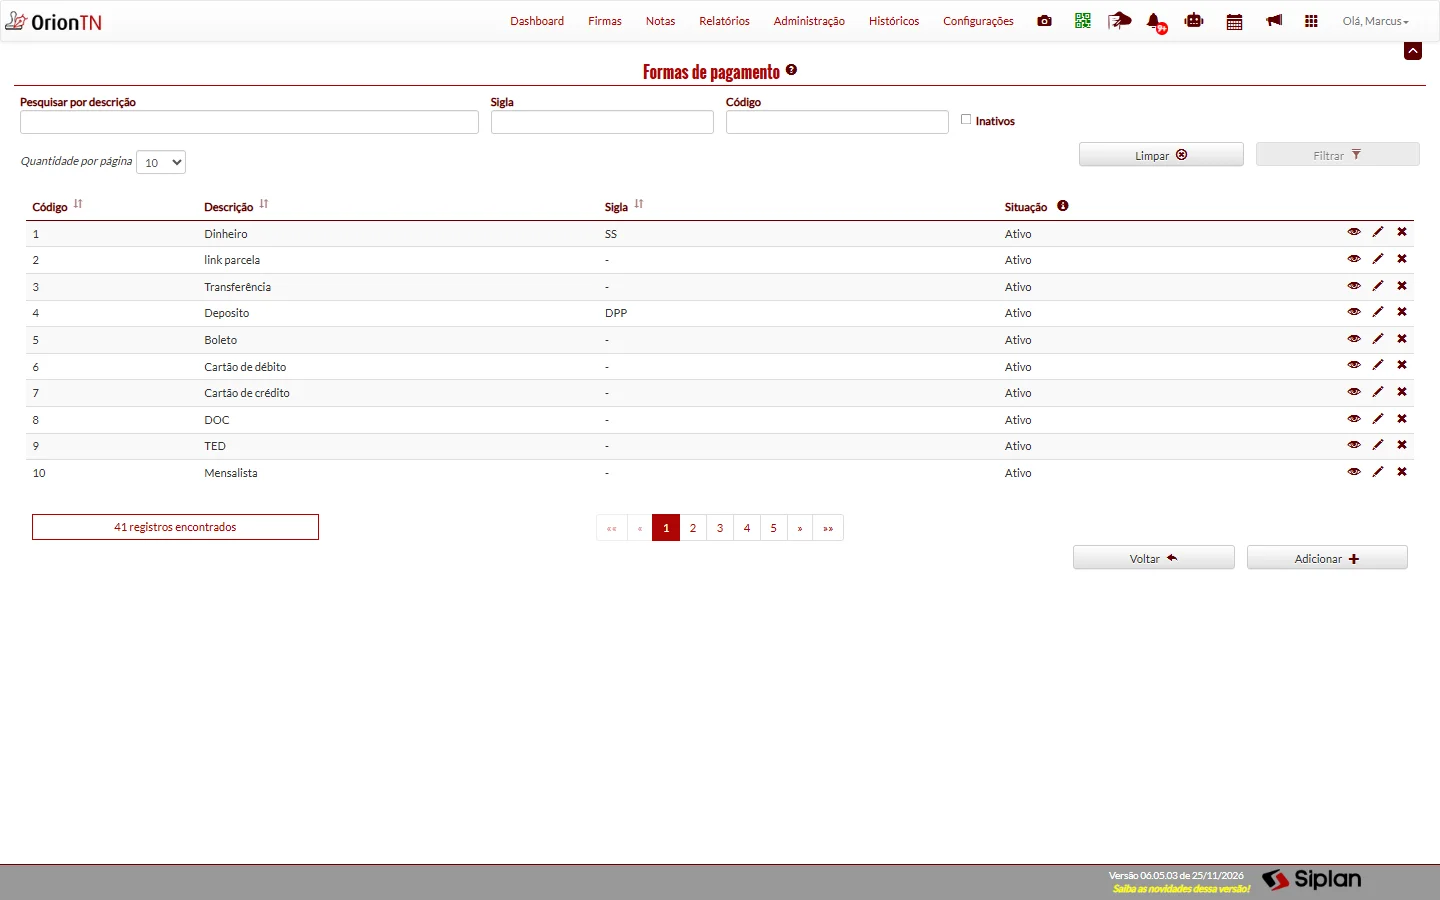 OrionTN
Dashboard Firmas Notas Relatórios Administração Históricos Configurações 9+ Olá, Marcus
Formas de pagamento
Pesquisar por descrição Sigla Código Inativos
Quantidade por página 10 Limpar Filtrar
Código Descrição Sigla Situação
1 Dinheiro SS Ativo
2 link parcela - Ativo
3 Transferência - Ativo
4 Deposito DPP Ativo
5 Boleto - Ativo
6 Cartão de débito - Ativo
7 Cartão de crédito - Ativo
8 DOC - Ativo
9 TED - Ativo
10 Mensalista - Ativo
41 registros encontrados «« « 1 2 3 4 5 » »»
Voltar Adicionar
Versão 06.05.03 de 25/11/2026
Saiba as novidades dessa versão!
Siplan